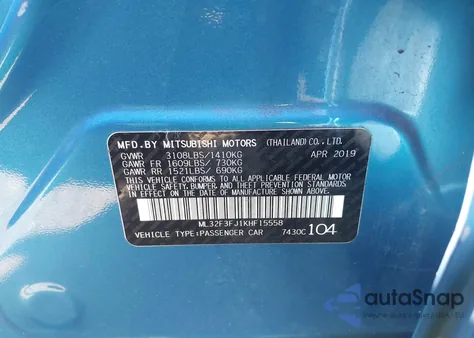 MFD.BY MITSUBISHI MOTORS (THAILAND) CO., LTD.
GVWR 3108LBS/1410KG APR 2019
GAWR FR 1609LBS/ 730KG
GAWR RR 1521LBS/ 690KG
THIS VEHICLE CONFORMS TO ALL APPLICABLE FEDERAL MOTOR
VEHICLE SAFETY, BUMPER, AND THEFT PREVENTION STANDARDS
IN EFFECT ON THE DATE OF MANUFACTURE SHOWN ABOVE.
ML32F3FJ1KHF15558
VEHICLE TYPE:PASSENGER CAR 7430C 104
autoSnap